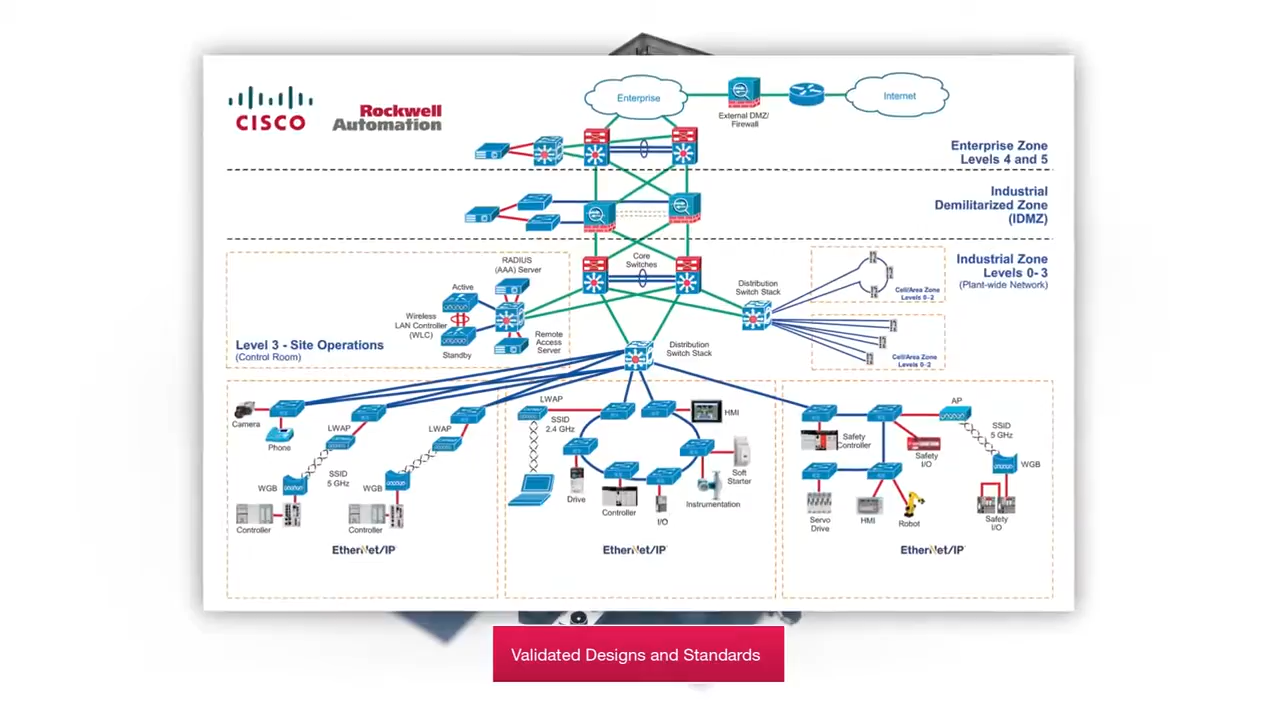 CISCO
Rockwell
Automation
Enterprise
External DMZ/
Firewall
Internet
Enterprise Zone
Levels 4 and 5
Industrial
Demilitarized Zone
(IDMZ)
Industrial Zone
Levels 0-3
(Plant-wide Network)
Core
Switches
RADIUS
(AAA) Server
Active
Wireless
LAN Controller
(WLC)
Standby
Remote
Access
Server
Level 3 - Site Operations
(Control Room)
Distribution
Switch Stack
Cell/Area Zone
Levels 0-2
Cell/Area Zone
Levels 0-2
Distribution
Switch Stack
Camera
Phone
LWAP
SSID
5 GHz
WGB
Controller
LWAP
WGB
Controller
EtherNet/IP
LWAP
SSID
2.4 GHz
HMI
Soft
Starter
Drive
Controller
I/O
Instrumentation
EtherNet/IP
AP
SSID
5 GHz
WGB
Safety
Controller
Safety
I/O
Servo
Drive
HMI
Robot
Safety
I/O
EtherNet/IP
Validated Designs and Standards